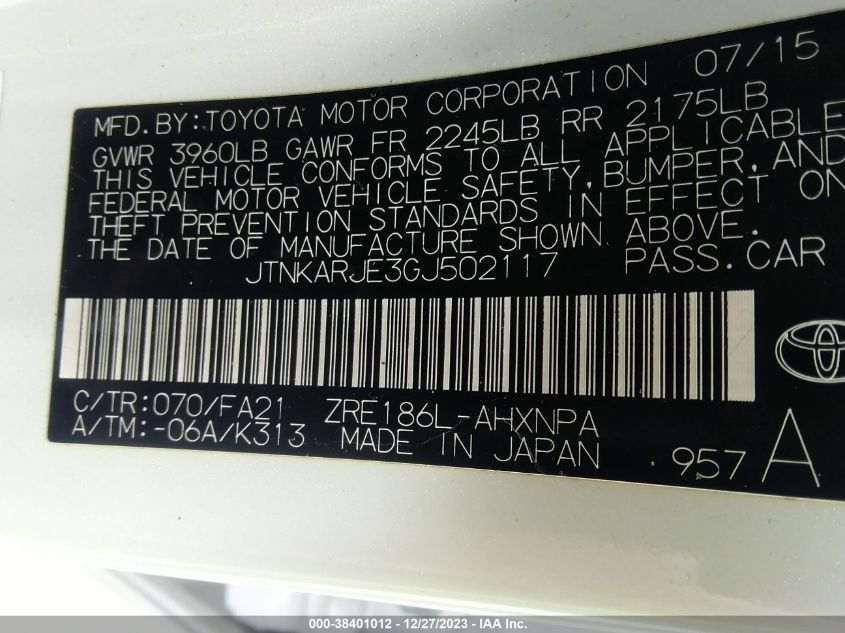 MFD.BY:TOYOTA MOTOR CORPORATION 07/15
GVWR 3960LB GAWR FR 2245LB RR 2175LB
THIS VEHICLE CONFORMS TO ALL APPLICABLE
FEDERAL MOTOR VEHICLE SAFETY,BUMPER,AND
THEFT PREVENTION STANDARDS IN EFFECT ON
THE DATE OF MANUFACTURE SHOWN ABOVE.
JTNKARJE3GJ502117 PASS.CAR
C/TR:070/FA21 ZRE186L-AHXNPA
A/TM:-06A/K313 MADE IN JAPAN 957 A
000-38401012 - 12/27/2023 - IAA Inc.